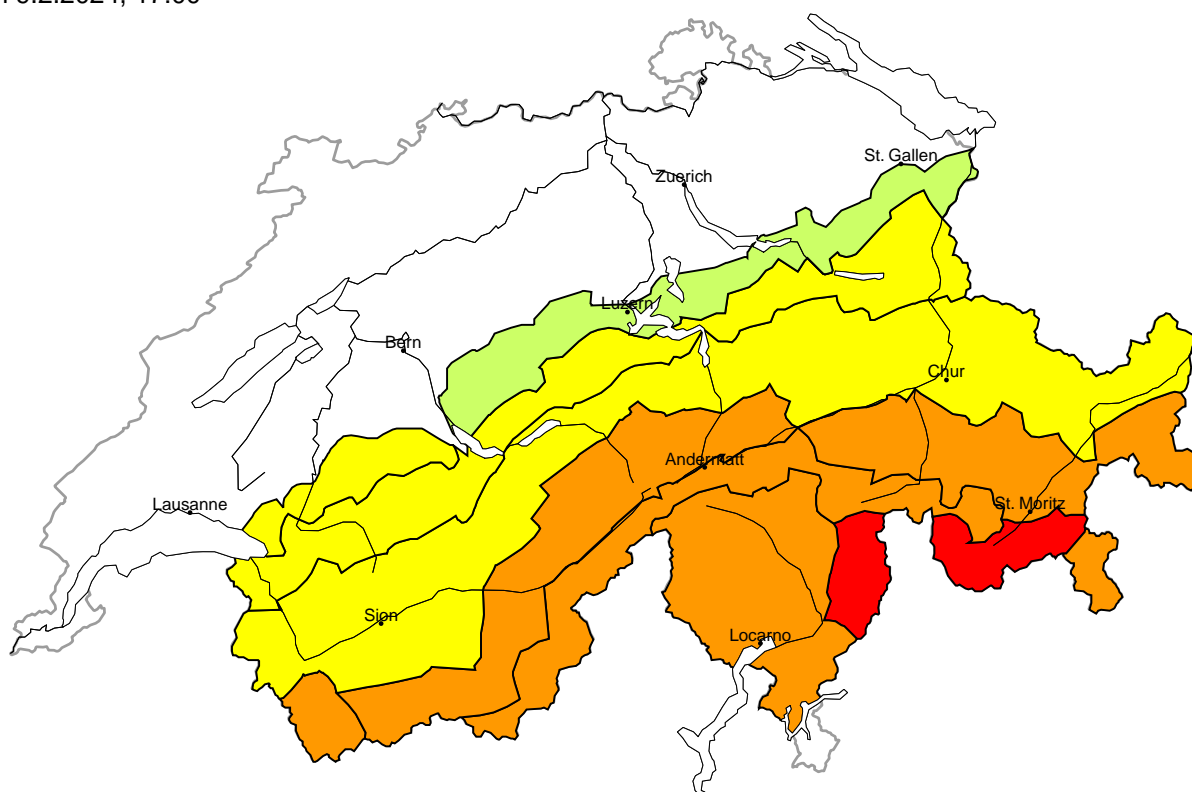 St. Gallen
Zuerich
Luzern
Bern
Chur
Andermatt
Lausanne
St. Moritz
Sion
Locarno